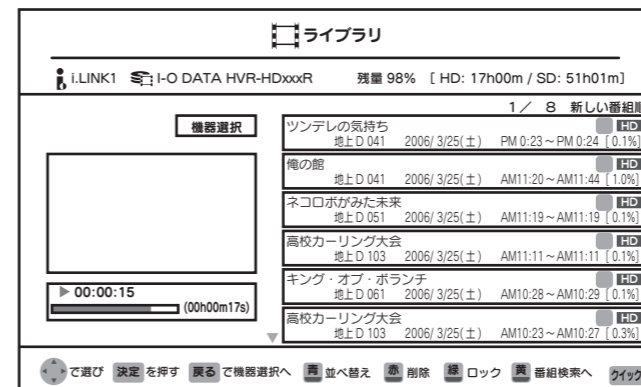 ライブラリ
i.LINK1 I-O DATA HVR-HDxxxR 残量 98% [ HD: 17h00m / SD: 51h01m]
1／ 8 新しい番組順
機器選択
ツンデレの気持ち HD
地上D 041 2006/ 3/25(土) PM 0:23～PM 0:24 [ 0.1%]
俺の館 HD
地上D 041 2006/ 3/25(土) AM11:20～AM11:44 [ 1.0%]
ネコロボがみた未来 HD
地上D 051 2006/ 3/25(土) AM11:19～AM11:19 [ 0.1%]
高校カーリング大会 HD
地上D 103 2006/ 3/25(土) AM11:11～AM11:11 [ 0.1%]
キング・オブ・ボランチ HD
地上D 061 2006/ 3/25(土) AM10:28～AM10:29 [ 0.1%]
高校カーリング大会 HD
地上D 103 2006/ 3/25(土) AM10:23～AM10:27 [ 0.3%]
00:00:15
(00h00m17s)
で選び 決定 を押す 戻る で機器選択へ 青 並べ替え 赤 削除 緑 ロック 黄 番組検索へ クイック